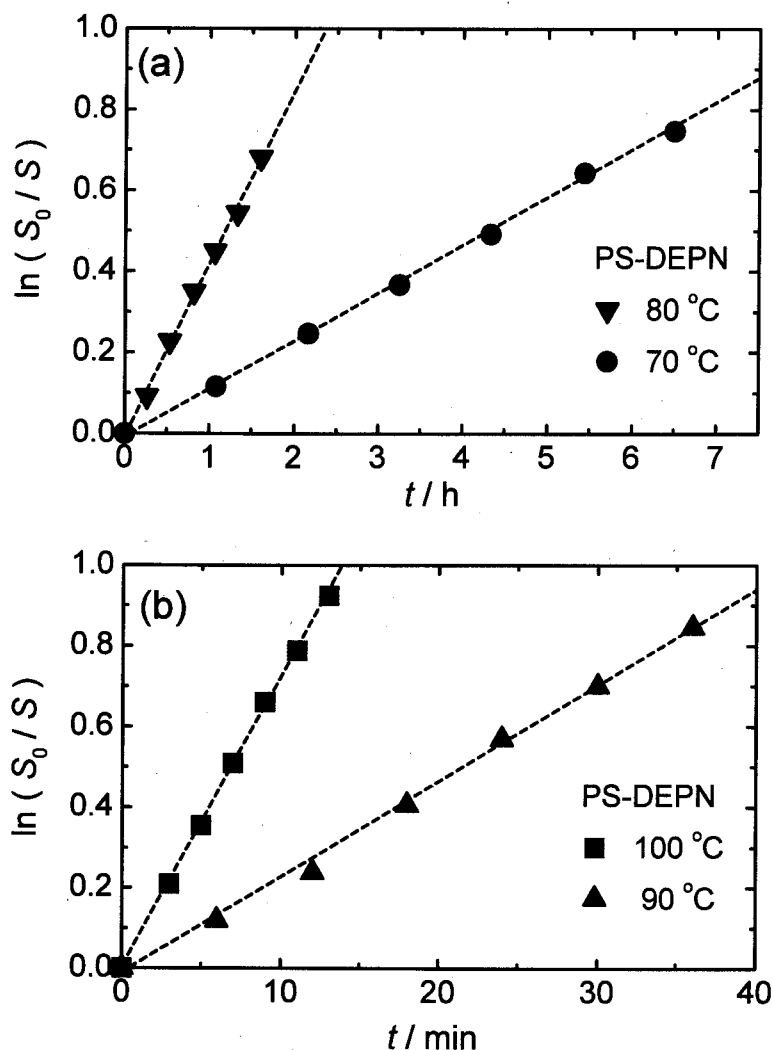 (a)
1.0
0.8
0.6
0.4
0.2
0.0
ln ( S₀ / S )
PS-DEPN
80 °C
70 °C
0 1 2 3 4 5 6 7
t / h
(b)
1.0
0.8
0.6
0.4
0.2
0.0
ln ( S₀ / S )
PS-DEPN
100 °C
90 °C
0 10 20 30 40
t / min